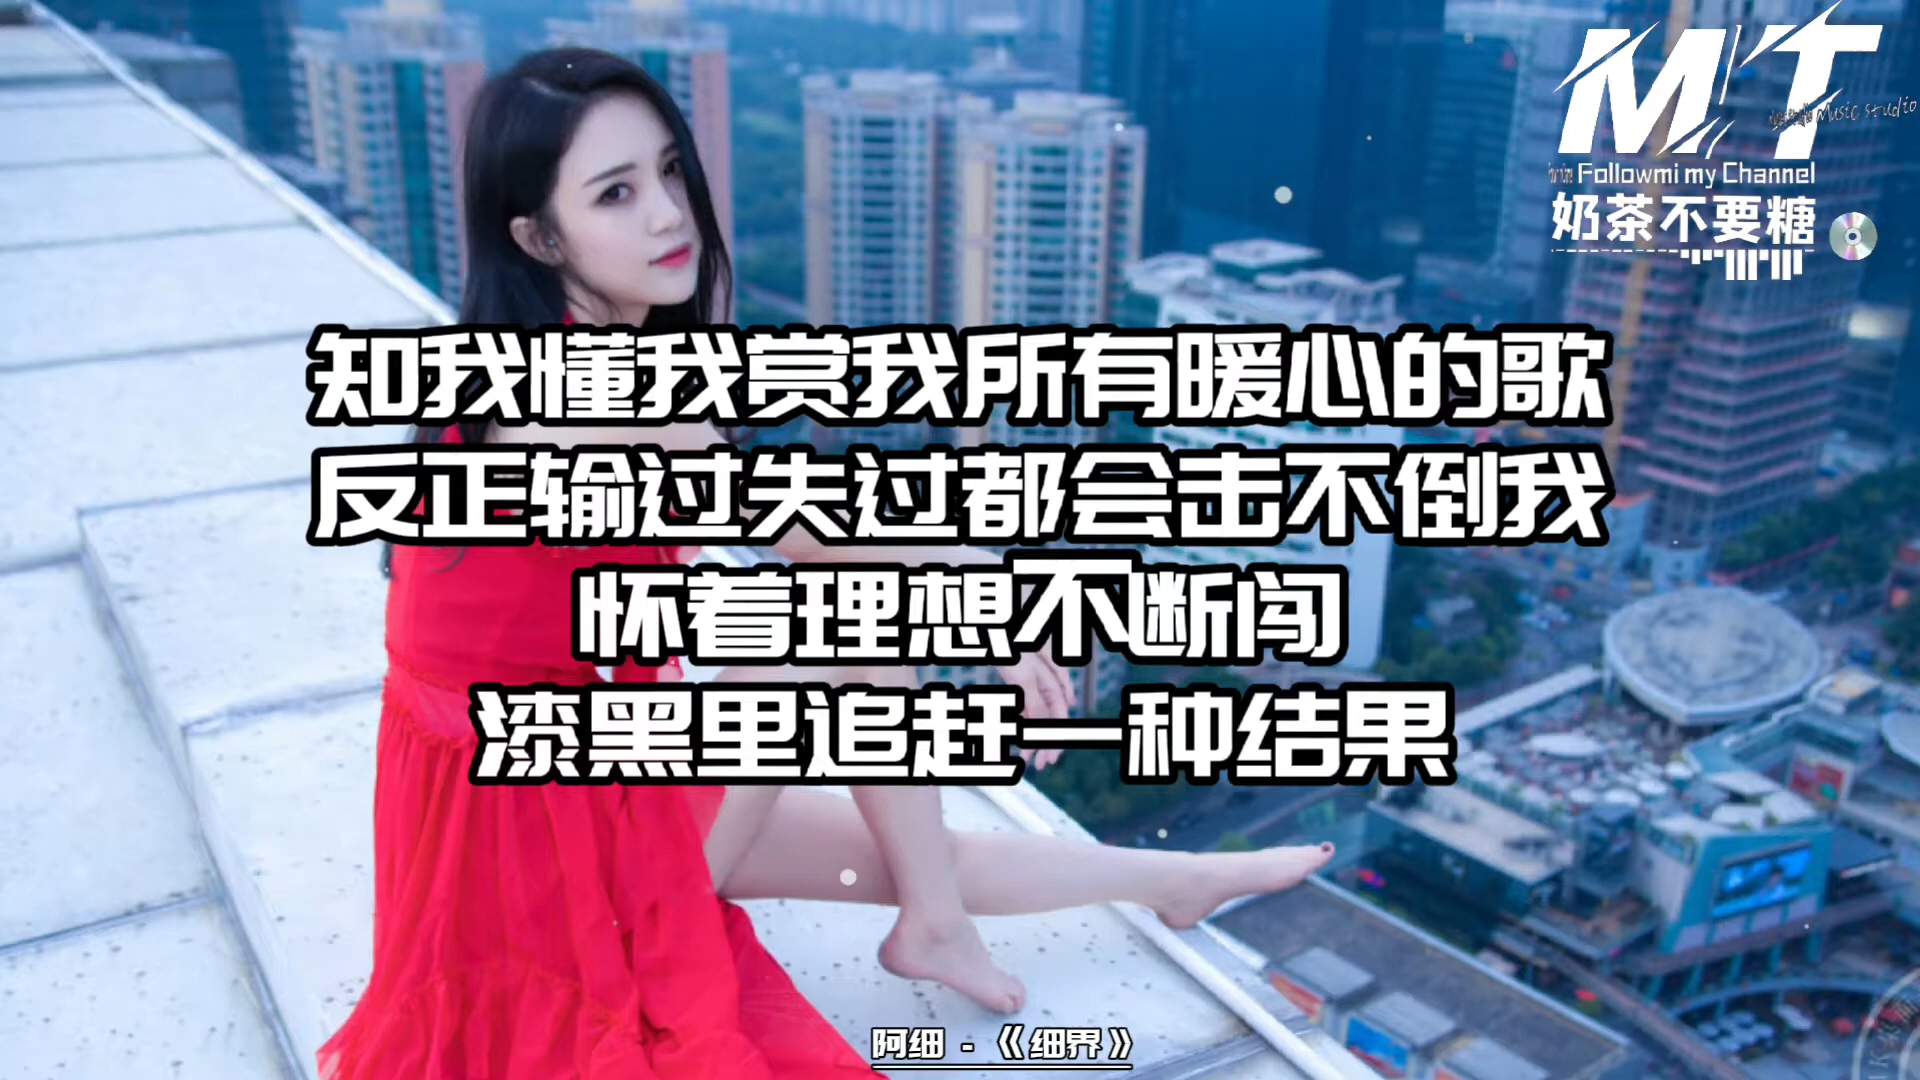 MT
Music studio
Followmi my Channel
奶茶不要糖
知我懂我赏我所有暖心的歌
反正输过失过都会击不倒我
怀着理想不断闯
漆黑里追赶一种结果
阿细 - 《细界》